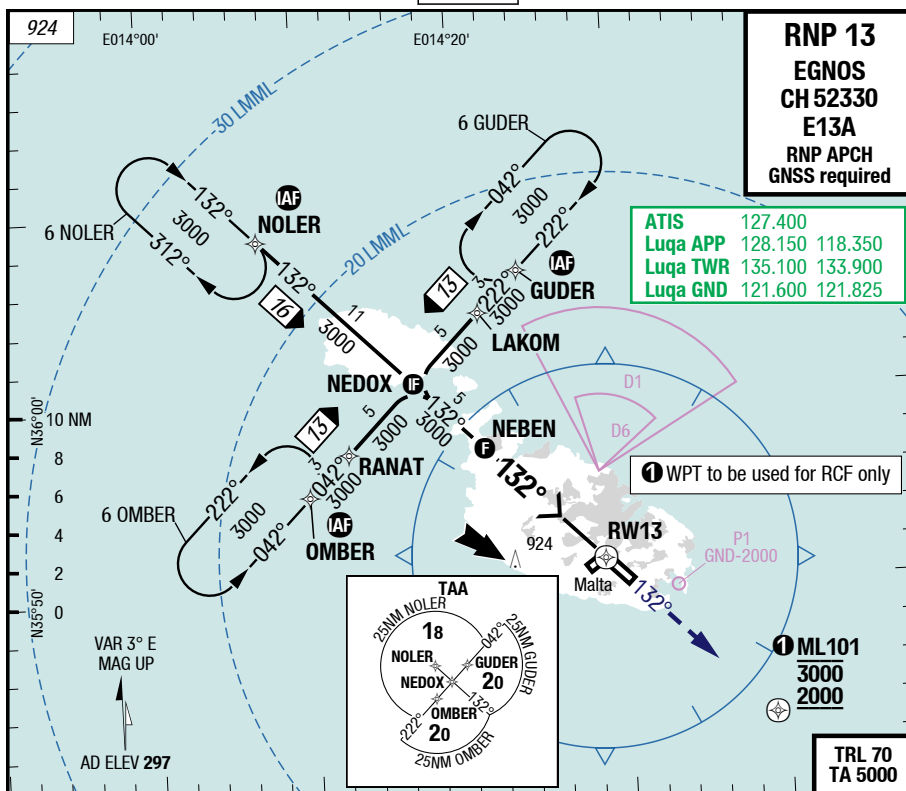 924
E014°00'
E014°20'
RNP 13
EGNOS
CH 52330
E13A
RNP APCH
GNSS required
30 LMML
20 LMML
6 GUDER
042°
3000
222°
132°
3000
312°
6 NOLER
IAF
NOLER
132°
11
3000
16
ATIS 127.400
Luqa APP 128.150 118.350
Luqa TWR 135.100 133.900
Luqa GND 121.600 121.825
IAF
GUDER
3
222°
3000
13
LAKOM
5
3000
NEDOX
IF
5
132°
3000
D1
D6
N36°00'
10 NM
8
6
4
2
0
N35°50'
13
5
3000
RANAT
3
042°
3000
222°
3000
042°
6 OMBER
IAF
OMBER
NEBEN
F
132°
1 WPT to be used for RCF only
RW13
924
Malta
P1
GND-2000
132°
1 ML101
3000
2000
TAA
25NM NOLER
18
NOLER
042°
25NM GUDER
GUDER
20
NEDOX
OMBER
132°
222°
20
25NM OMBER
VAR 3° E
MAG UP
AD ELEV 297
TRL 70
TA 5000